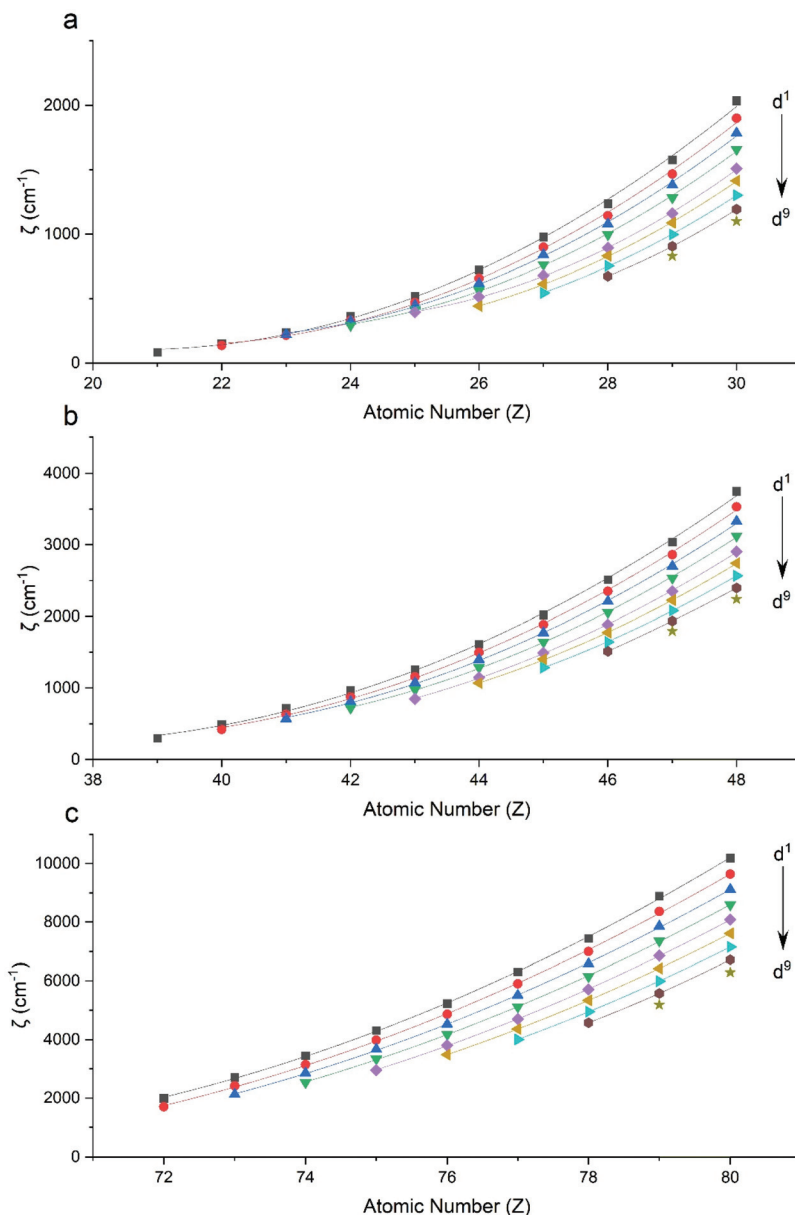 a
2000
1000
0
ζ (cm⁻¹)
d¹
d⁹
20 22 24 26 28 30
Atomic Number (Z)
b
4000
3000
2000
1000
0
ζ (cm⁻¹)
d¹
d⁹
38 40 42 44 46 48
Atomic Number (Z)
c
10000
8000
6000
4000
2000
0
ζ (cm⁻¹)
d¹
d⁹
72 74 76 78 80
Atomic Number (Z)